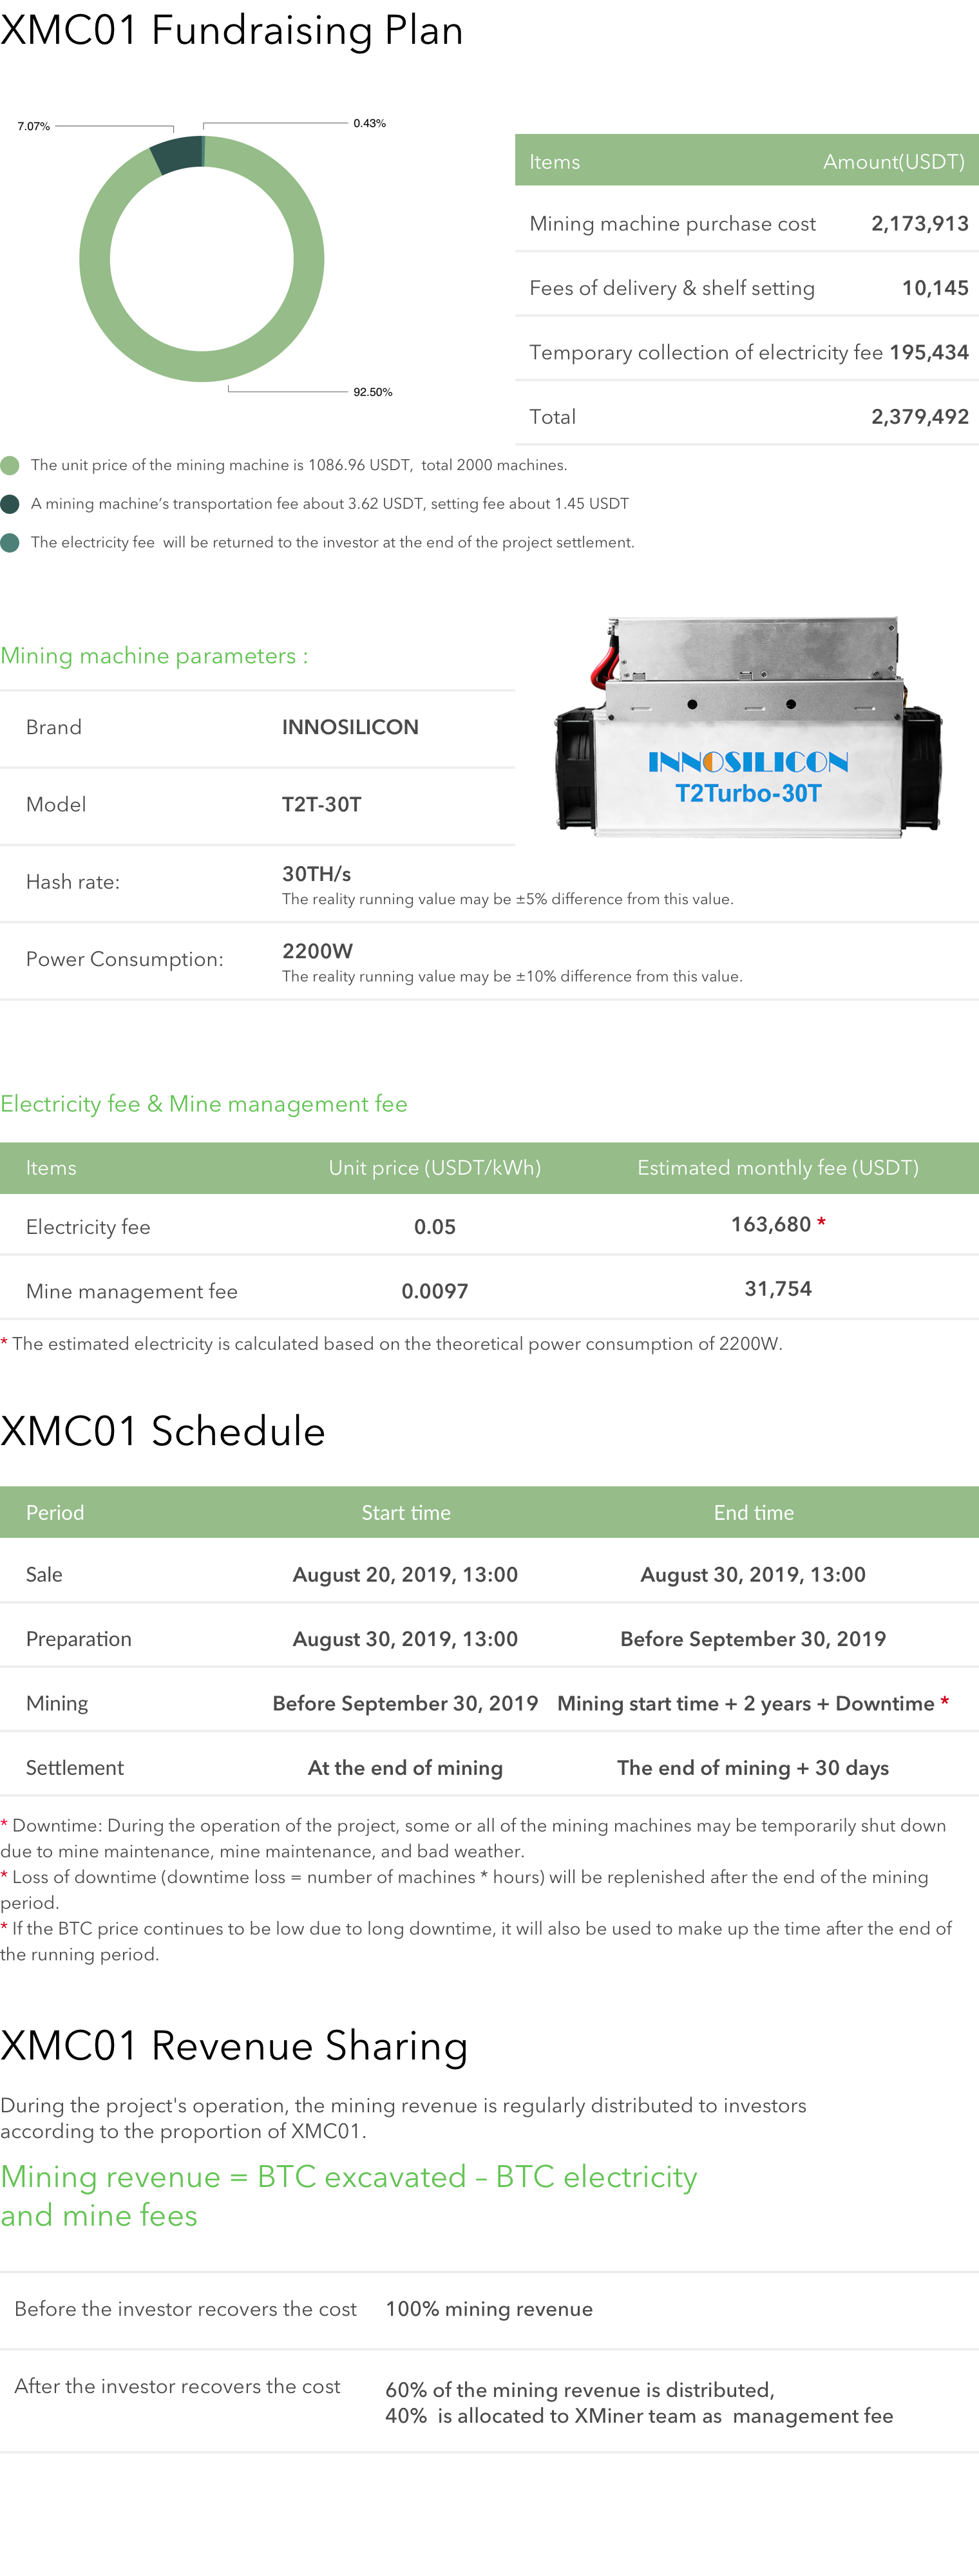 XMC01 Fundraising Plan
7.07%
0.43%
92.50%
Items Amount(USDT)
Mining machine purchase cost 2,173,913
Fees of delivery & shelf setting 10,145
Temporary collection of electricity fee 195,434
Total 2,379,492
The unit price of the mining machine is 1086.96 USDT, total 2000 machines.
A mining machine’s transportation fee about 3.62 USDT, setting fee about 1.45 USDT
The electricity fee will be returned to the investor at the end of the project settlement.
Mining machine parameters :
Brand INNOSILICON
Model T2T-30T
INNOSILICON
T2Turbo-30T
Hash rate: 30TH/s
The reality running value may be ±5% difference from this value.
Power Consumption: 2200W
The reality running value may be ±10% difference from this value.
Electricity fee & Mine management fee
Items Unit price (USDT/kWh) Estimated monthly fee (USDT)
Electricity fee 0.05 163,680 *
Mine management fee 0.0097 31,754
* The estimated electricity is calculated based on the theoretical power consumption of 2200W.
XMC01 Schedule
Period Start time End time
Sale August 20, 2019, 13:00 August 30, 2019, 13:00
Preparation August 30, 2019, 13:00 Before September 30, 2019
Mining Before September 30, 2019 Mining start time + 2 years + Downtime *
Settlement At the end of mining The end of mining + 30 days
* Downtime: During the operation of the project, some or all of the mining machines may be temporarily shut down
due to mine maintenance, mine maintenance, and bad weather.
* Loss of downtime (downtime loss = number of machines * hours) will be replenished after the end of the mining
period.
* If the BTC price continues to be low due to long downtime, it will also be used to make up the time after the end of
the running period.
XMC01 Revenue Sharing
During the project's operation, the mining revenue is regularly distributed to investors
according to the proportion of XMC01.
Mining revenue = BTC excavated – BTC electricity
and mine fees
Before the investor recovers the cost 100% mining revenue
After the investor recovers the cost 60% of the mining revenue is distributed,
40% is allocated to XMiner team as management fee